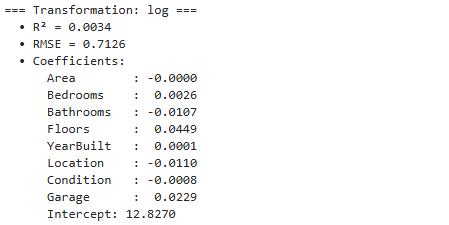 === Transformation: log ===
• R² = 0.0034
• RMSE = 0.7126
• Coefficients:
Area : -0.0000
Bedrooms : 0.0026
Bathrooms : -0.0107
Floors : 0.0449
YearBuilt : 0.0001
Location : -0.0110
Condition : -0.0008
Garage : 0.0229
Intercept: 12.8270